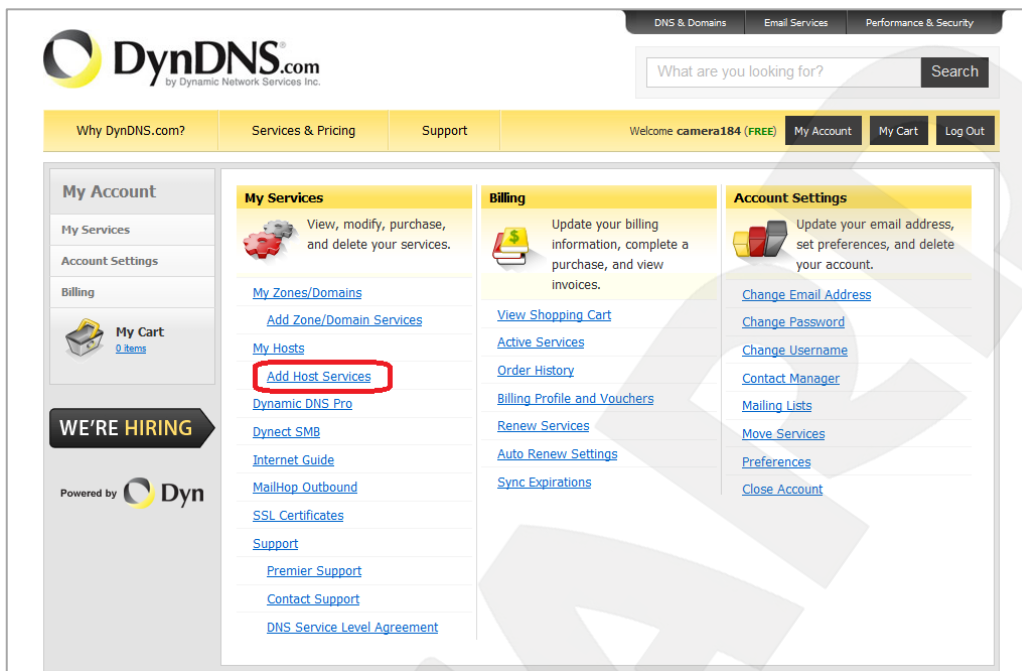 DNS & Domains Email Services Performance & Security
DynDNS.com
by Dynamic Network Services Inc.
What are you looking for? Search
Why DynDNS.com? Services & Pricing Support Welcome camera184 (FREE) My Account My Cart Log Out
My Account
My Services
Account Settings
Billing
My Cart
0 items
WE'RE HIRING
Powered by Dyn
My Services
View, modify, purchase,
and delete your services.
My Zones/Domains
Add Zone/Domain Services
My Hosts
Add Host Services
Dynamic DNS Pro
Dynect SMB
Internet Guide
MailHop Outbound
SSL Certificates
Support
Premier Support
Contact Support
DNS Service Level Agreement
Billing
$
Update your billing
information, complete a
purchase, and view
invoices.
View Shopping Cart
Active Services
Order History
Billing Profile and Vouchers
Renew Services
Auto Renew Settings
Sync Expirations
Account Settings
Update your email address,
set preferences, and delete
your account.
Change Email Address
Change Password
Change Username
Contact Manager
Mailing Lists
Move Services
Preferences
Close Account